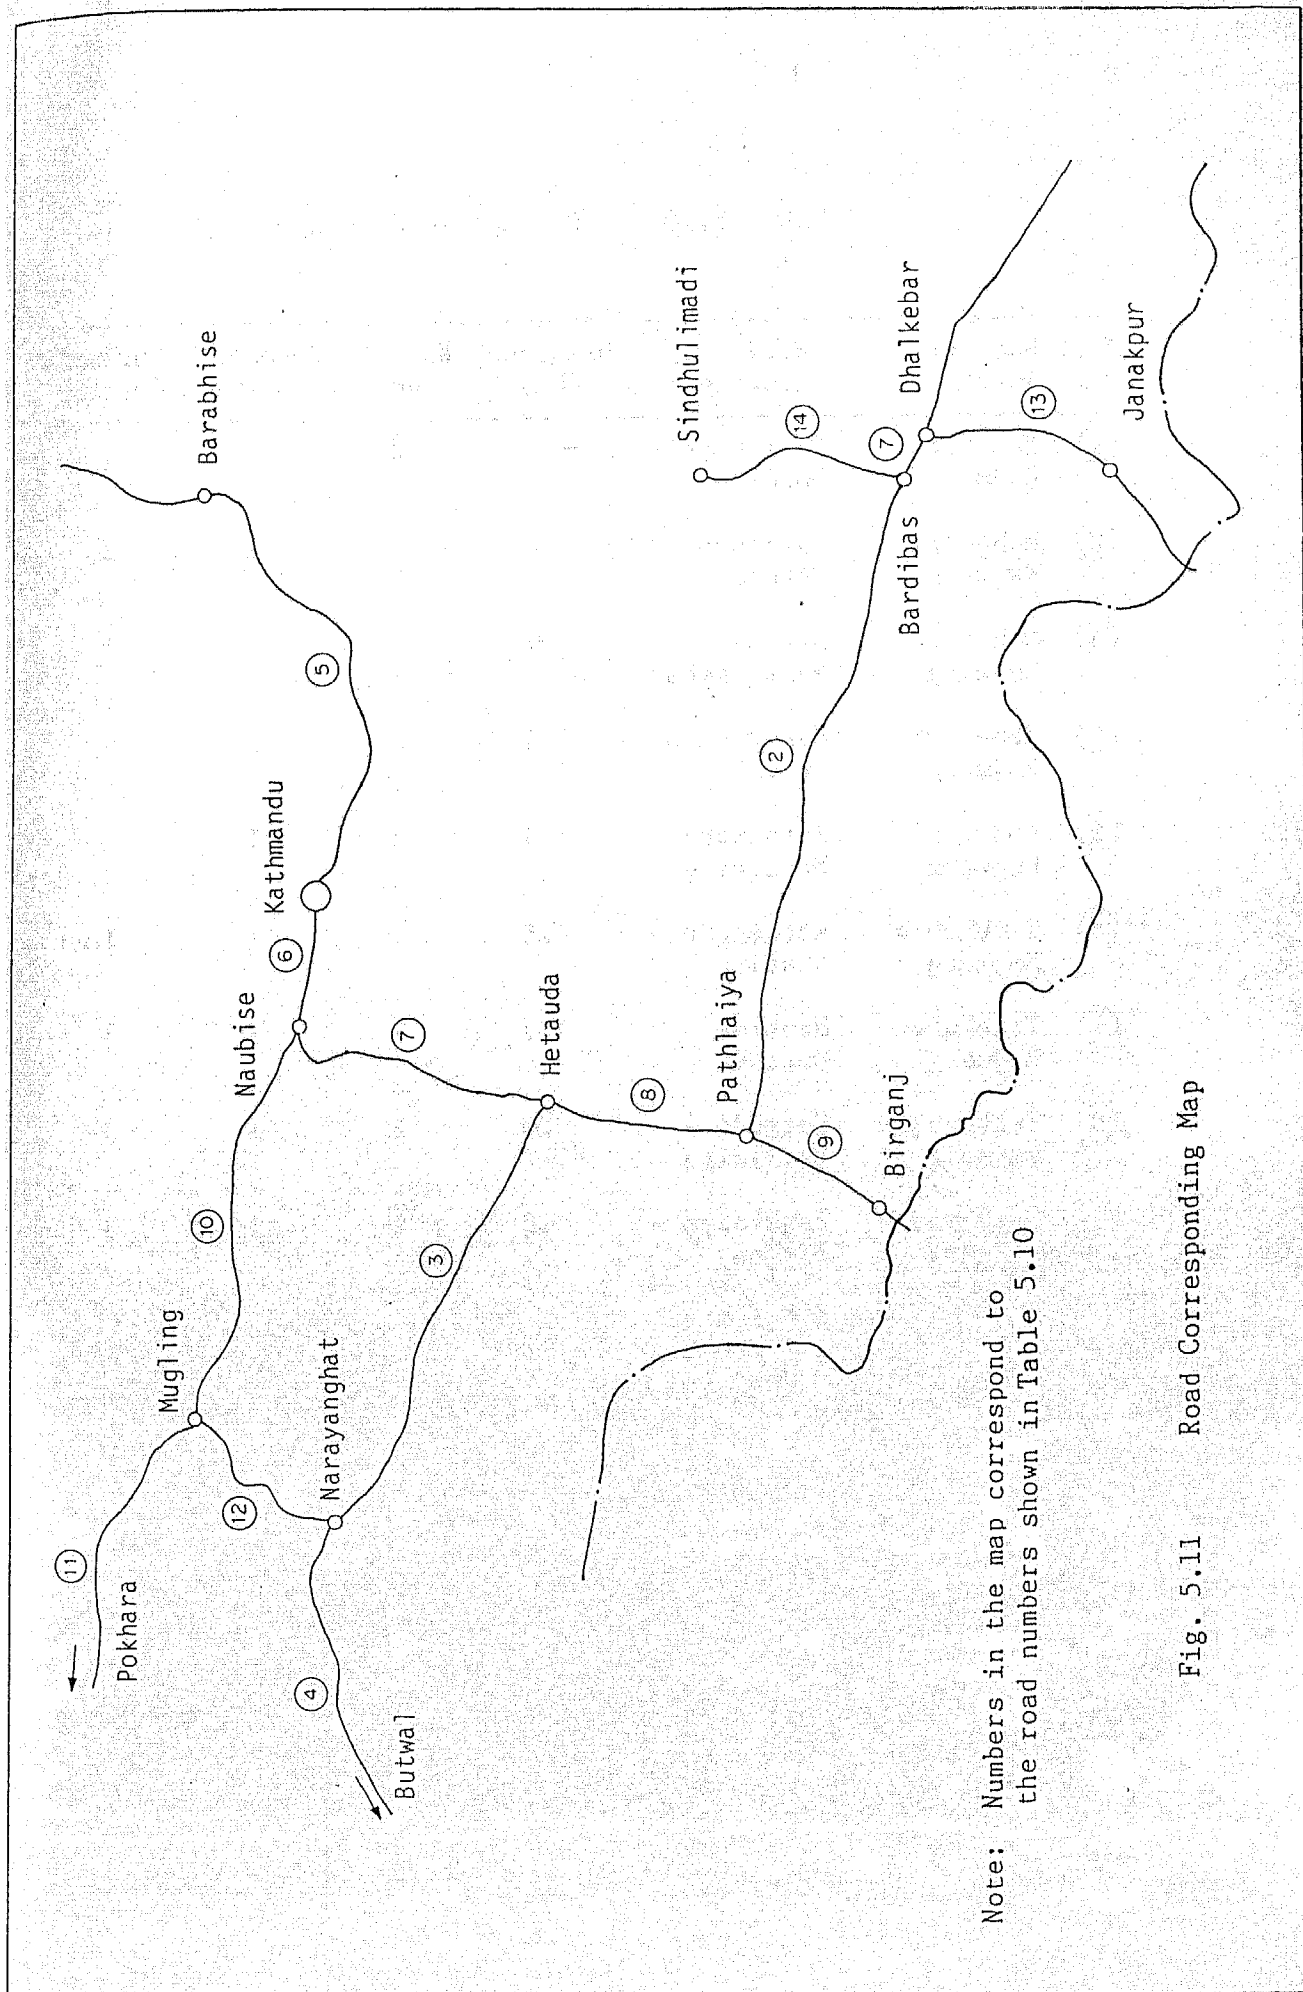 Barabhise
Kathmandu
Naubise
Mugling
Pokhara
Narayanghat
Butwal
Hetauda
Pathlaiya
Birganj
Sindhulimadi
Bardibas
Dhalkebar
Janakpur
5
6
7
10
11
12
4
3
8
9
2
14
7
13
Note: Numbers in the map correspond to
the road numbers shown in Table 5.10
Fig. 5.11 Road Corresponding Map